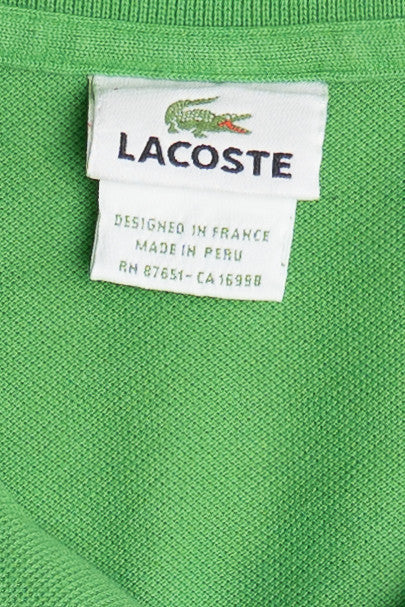 LACOSTE
DESIGNED IN FRANCE
MADE IN PERU
RN 87651-CA 16998